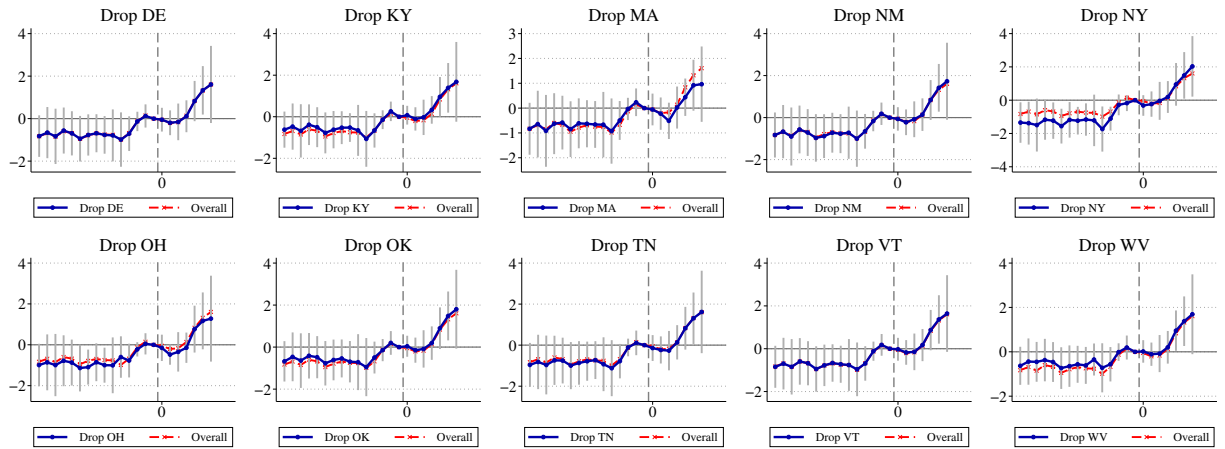 Drop DE
4
2
0
−2
0
Drop DE Overall
Drop KY
4
2
0
−2
0
Drop KY Overall
Drop MA
3
2
1
0
−1
0
Drop MA Overall
Drop NM
4
2
0
−2
0
Drop NM Overall
Drop NY
4
2
0
−2
−4
0
Drop NY Overall
Drop OH
4
2
0
−2
0
Drop OH Overall
Drop OK
4
2
0
−2
0
Drop OK Overall
Drop TN
4
2
0
−2
0
Drop TN Overall
Drop VT
4
2
0
−2
0
Drop VT Overall
Drop WV
4
2
0
−2
0
Drop WV Overall